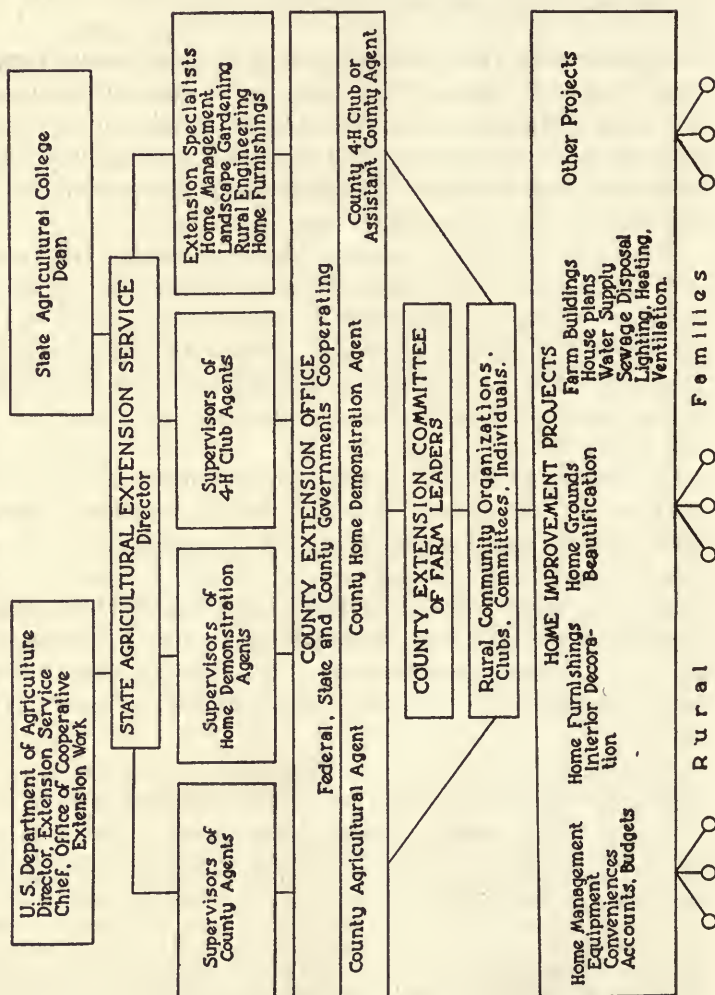 U.S. Department of Agriculture
Director, Extension Service
Chief, Office of Cooperative
Extension Work
State Agricultural College
Dean
STATE AGRICULTURAL EXTENSION SERVICE
Director
Supervisors of
County Agents
Supervisors of
Home Demonstration
Agents
Supervisors of
4-H Club Agents
Extension Specialists
Home Management
Landscape Gardening
Rural Engineering
Home Furnishings
COUNTY EXTENSION OFFICE
Federal, State and County Governments Cooperating
County Agricultural Agent
County Home Demonstration Agent
County 4-H Club or
Assistant County Agent
COUNTY EXTENSION COMMITTEE
OF FARM LEADERS
Rural Community Organizations.
Clubs, Committees, Individuals.
HOME IMPROVEMENT PROJECTS
Home Management
Equipment
Conveniences
Accounts, Budgets
Home Furnishings
Interior Decora-
tion
Home Grounds
Beautification
Farm Buildings
House plans
Water Supply
Sewage Disposal
Lighting, Heating,
Ventilation.
Other Projects
Rural Families